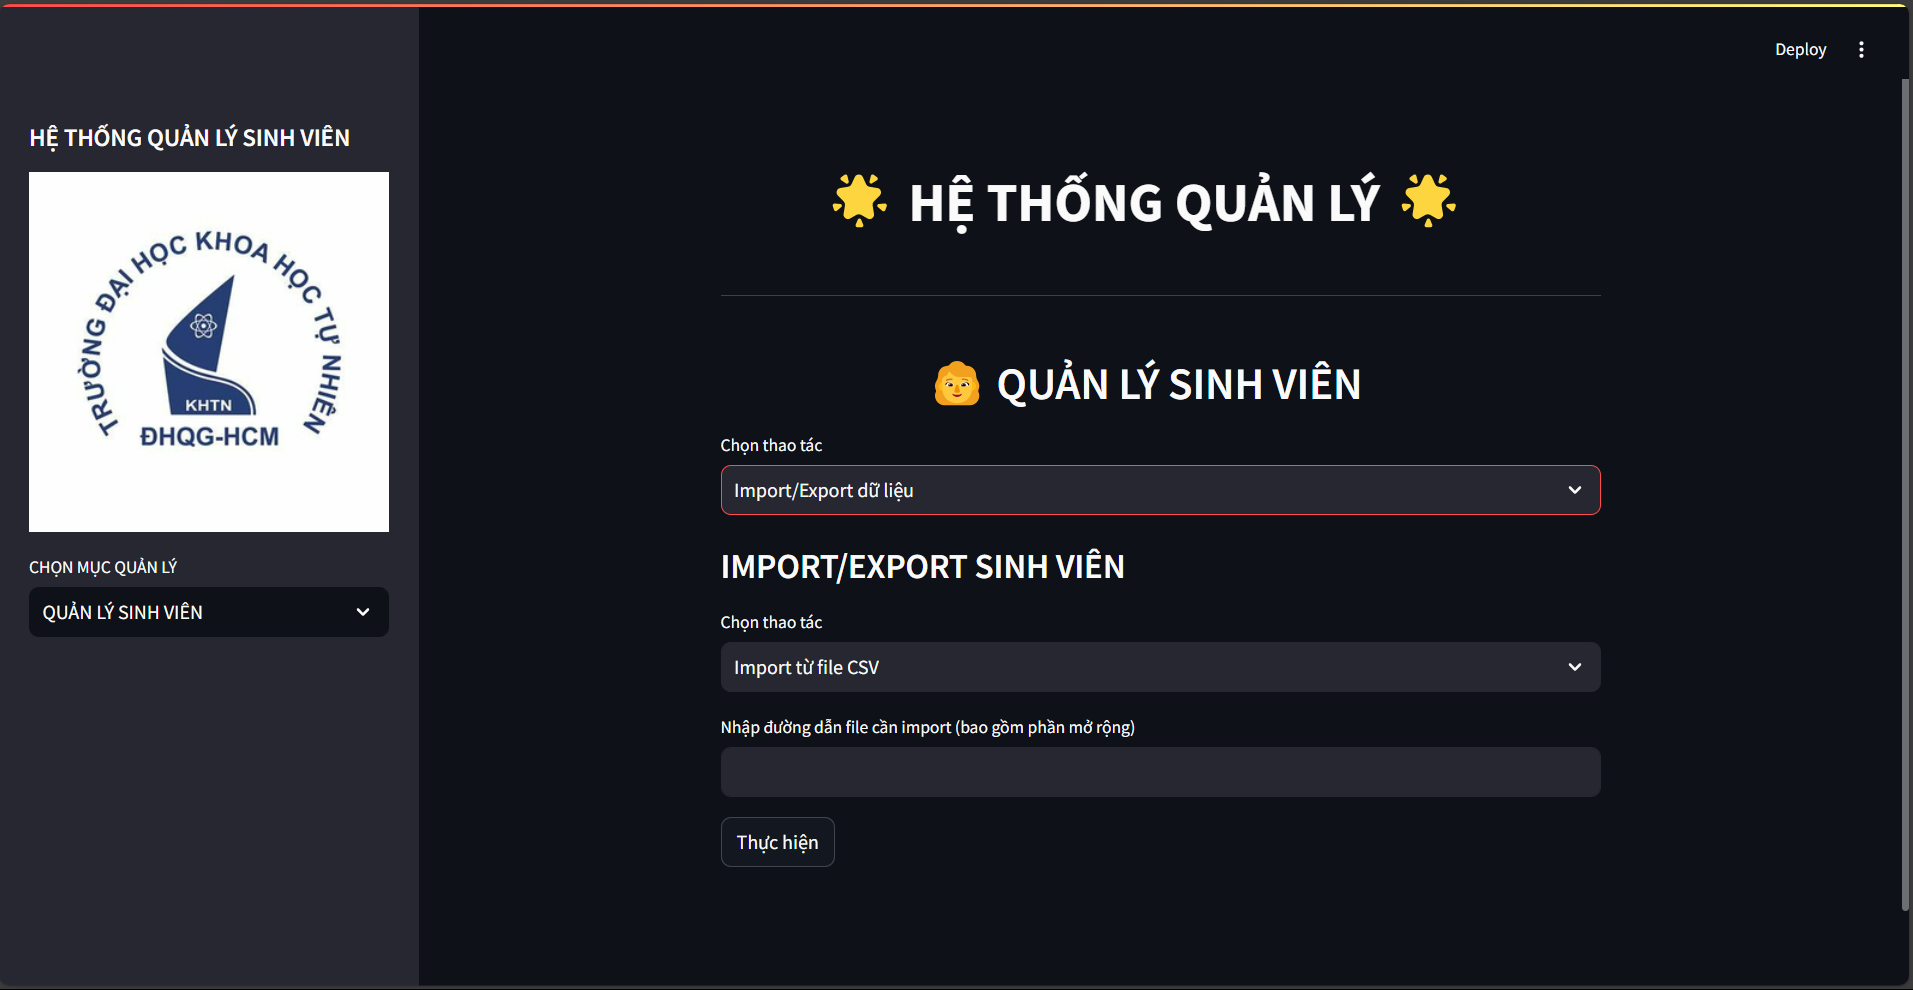 Deploy
HỆ THỐNG QUẢN LÝ SINH VIÊN
TRƯỜNG ĐẠI HỌC KHOA HỌC TỰ NHIÊN
KHTN
ĐHQG-HCM
CHỌN MỤC QUẢN LÝ
QUẢN LÝ SINH VIÊN
HỆ THỐNG QUẢN LÝ
QUẢN LÝ SINH VIÊN
Chọn thao tác
Import/Export dữ liệu
IMPORT/EXPORT SINH VIÊN
Chọn thao tác
Import từ file CSV
Nhập đường dẫn file cần import (bao gồm phần mở rộng)
Thực hiện